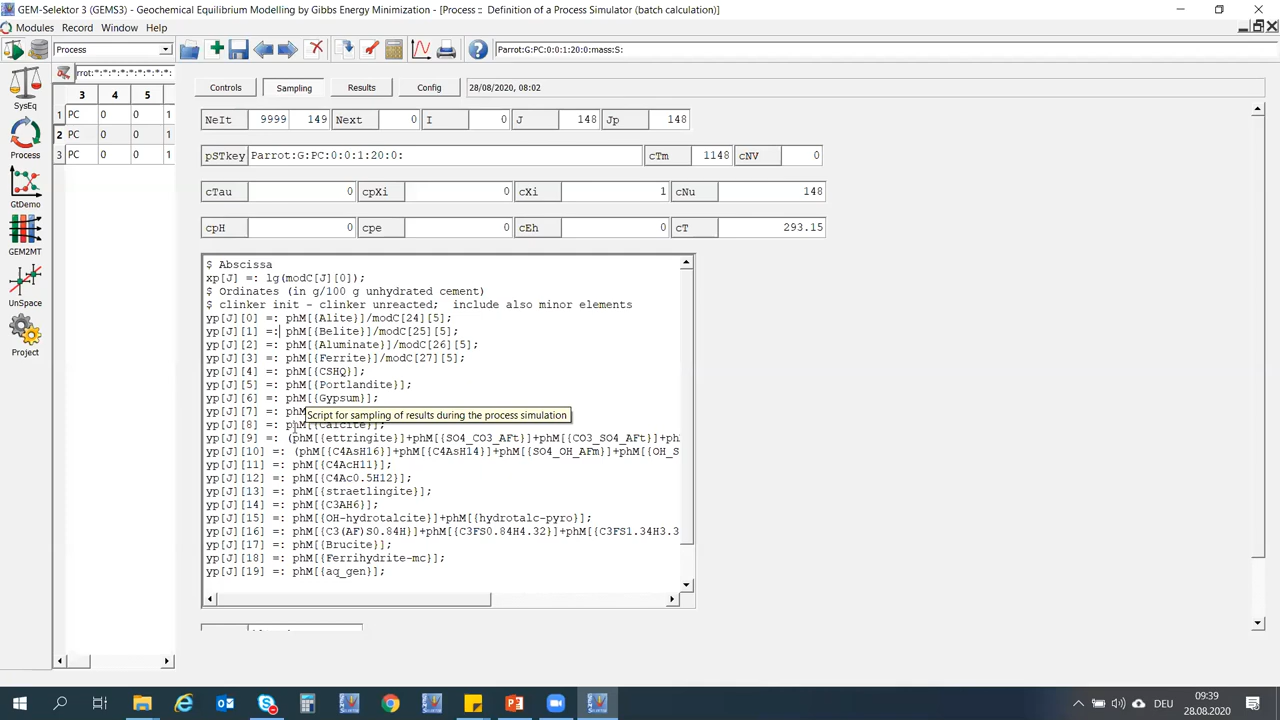 GEM-Selektor 3 (GEMS3) - Geochemical Equilibrium Modelling by Gibbs Energy Minimization - [Process :: Definition of a Process Simulator (batch calculation)]
Modules Record Window Help
Process
Parrot:G:PC:0:0:1:20:0:mass:S:
rrot:*:*:*:*:*:*:*:
Controls Sampling Results Config 28/08/2020, 08:02
3 4 5
1 PC 0 0 1
2 PC 0 0 1
3 PC 0 0 1
SysEq
Process
GtDemo
GEM2MT
UnSpace
Project
NeIt 9999 149 Next 0 I 0 J 148 Jp 148
pSTkey Parrot:G:PC:0:0:1:20:0: cTm 1148 cNV 0
cTau 0 cpXi 0 cXi 1 cNu 148
cpH 0 cpe 0 cEh 0 cT 293.15
$ Abscissa
xp[J] =: lg(modC[J][0]);
$ Ordinates (in g/100 g unhydrated cement)
$ clinker init - clinker unreacted; include also minor elements
yp[J][0] =: phM[{Alite}]/modC[24][5];
yp[J][1] =: phM[{Belite}]/modC[25][5];
yp[J][2] =: phM[{Aluminate}]/modC[26][5];
yp[J][3] =: phM[{Ferrite}]/modC[27][5];
yp[J][4] =: phM[{CSHQ}];
yp[J][5] =: phM[{Portlandite}];
yp[J][6] =: phM[{Gypsum}];
yp[J][7] =: phM
Script for sampling of results during the process simulation
yp[J][8] =: phM[{Calcite}];
yp[J][9] =: (phM[{ettringite}]+phM[{SO4_CO3_AFt}]+phM[{CO3_SO4_AFt}]+ph
yp[J][10] =: (phM[{C4AsH16}]+phM[{C4AsH14}]+phM[{SO4_OH_AFm}]+phM[{OH_S
yp[J][11] =: phM[{C4AcH11}];
yp[J][12] =: phM[{C4Ac0.5H12}];
yp[J][13] =: phM[{straetlingite}];
yp[J][14] =: phM[{C3AH6}];
yp[J][15] =: phM[{OH-hydrotalcite}]+phM[{hydrotalc-pyro}];
yp[J][16] =: phM[{C3(AF)S0.84H}]+phM[{C3FS0.84H4.32}]+phM[{C3FS1.34H3.3
yp[J][17] =: phM[{Brucite}];
yp[J][18] =: phM[{Ferrihydrite-mc}];
yp[J][19] =: phM[{aq_gen}];
DEU
09:39
28.08.2020